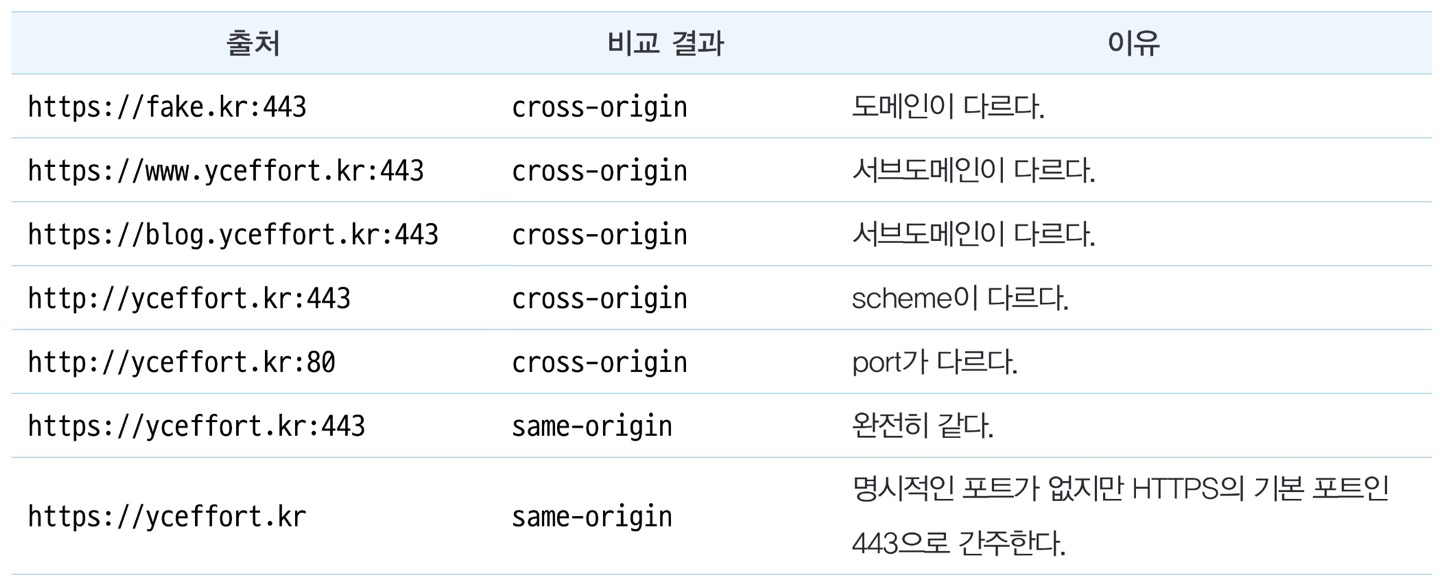 출처 비교 결과 이유
https://fake.kr:443 cross-origin 도메인이 다르다.
https://www.yceffort.kr:443 cross-origin 서브도메인이 다르다.
https://blog.yceffort.kr:443 cross-origin 서브도메인이 다르다.
http://yceffort.kr:443 cross-origin scheme이 다르다.
http://yceffort.kr:80 cross-origin port가 다르다.
https://yceffort.kr:443 same-origin 완전히 같다.
https://yceffort.kr same-origin 명시적인 포트가 없지만 HTTPS의 기본 포트인
443으로 간주한다.